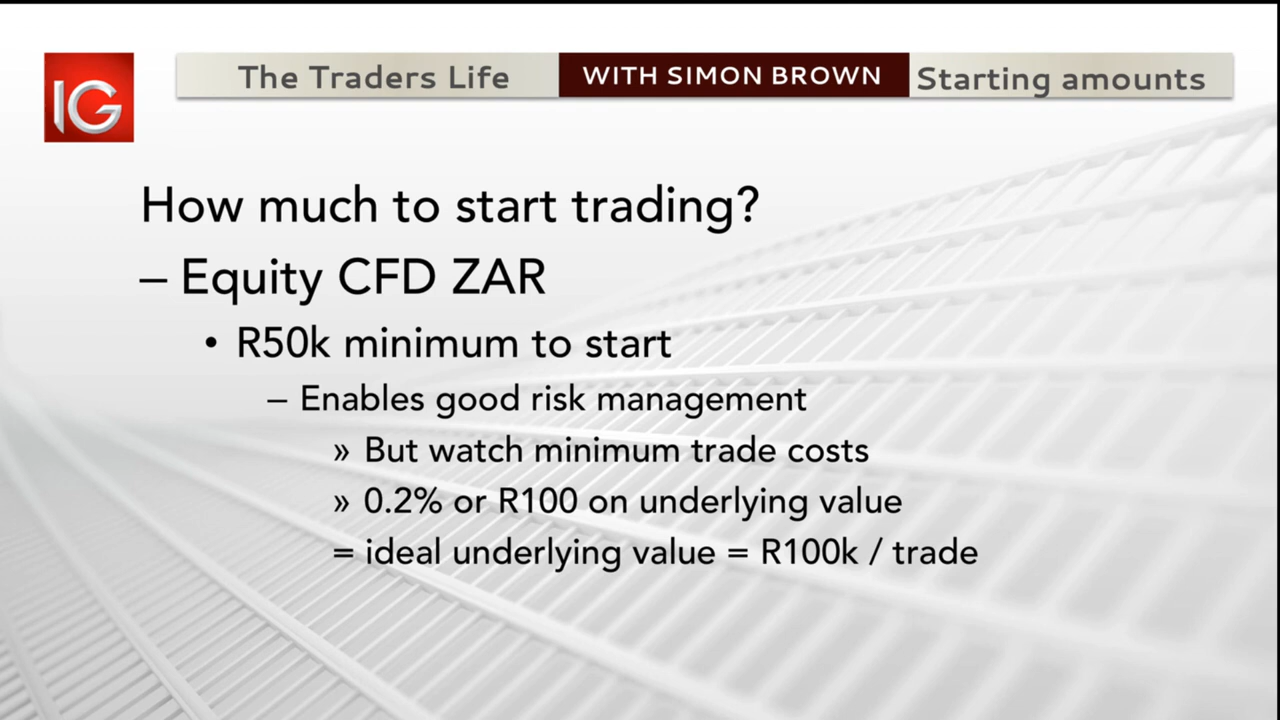 IG
The Traders Life WITH SIMON BROWN Starting amounts
How much to start trading?
– Equity CFD ZAR
• R50k minimum to start
– Enables good risk management
» But watch minimum trade costs
» 0.2% or R100 on underlying value
= ideal underlying value = R100k / trade